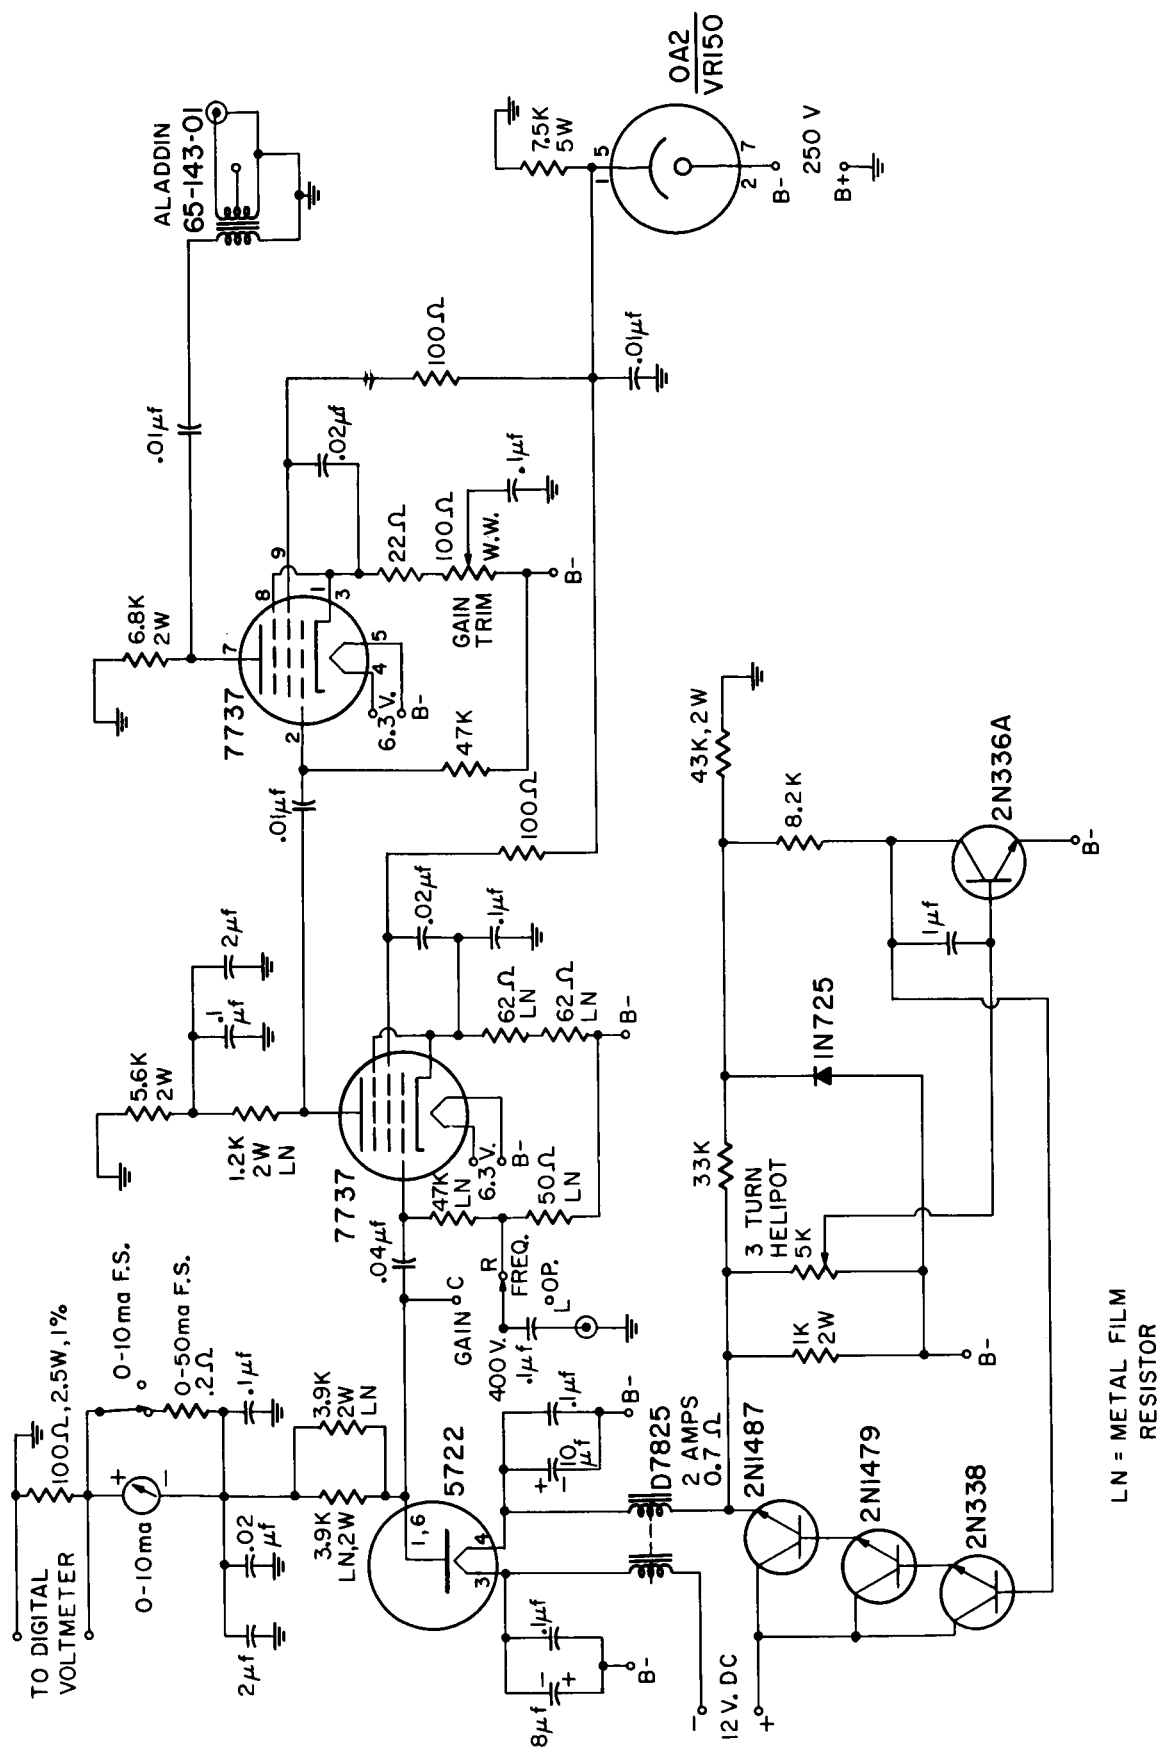 TO DIGITAL
VOLTMETER
100Ω, 2.5W, 1%
0-10ma
+
-
0-10ma F.S.
0-50ma F.S.
.2Ω
.1μf
2μf
.02
μf
3.9K
LN, 2W
3.9K
2W
LN
5722
1,6
3
4
8μf
-
+
.1μf
B-
+
-
10
μf
.1μf
B-
D7825
2 AMPS
0.7 Ω
-
12 V. DC
+
2N1487
2N1479
2N338
GAIN
C
.04μf
400V.
.1μf
R
FREQ.
OP.
L
47K
LN
50Ω
LN
7737
6.3 V.
B-
5.6K
2W
1.2K
2W
LN
.1
μf
2μf
62Ω
LN
62Ω
LN
B-
.02μf
.1μf
100Ω
.01μf
7737
2
7
8
9
1
3
4
5
6.3 V.
B-
6.8K
2W
47K
22Ω
100Ω
W.W.
GAIN
TRIM
B-
.02μf
.1μf
100Ω
.01μf
.01μf
ALADDIN
65-143-01
7.5K
5W
1
5
2
7
0A2
VR150
B-
250 V
B+
1K
2W
B-
3 TURN
HELIPOT
5K
33K
1N725
43K, 2W
8.2K
1μf
2N336A
B-
LN = METAL FILM
RESISTOR